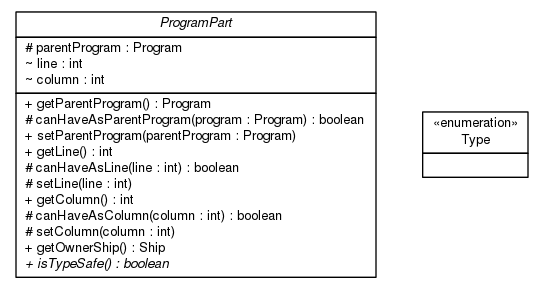 ProgramPart
# parentProgram : Program
~ line : int
~ column : int
+ getParentProgram() : Program
# canHaveAsParentProgram(program : Program) : boolean
+ setParentProgram(parentProgram : Program)
+ getLine() : int
# canHaveAsLine(line : int) : boolean
# setLine(line : int)
+ getColumn() : int
# canHaveAsColumn(column : int) : boolean
# setColumn(column : int)
+ getOwnerShip() : Ship
+ isTypeSafe() : boolean
«enumeration»
Type